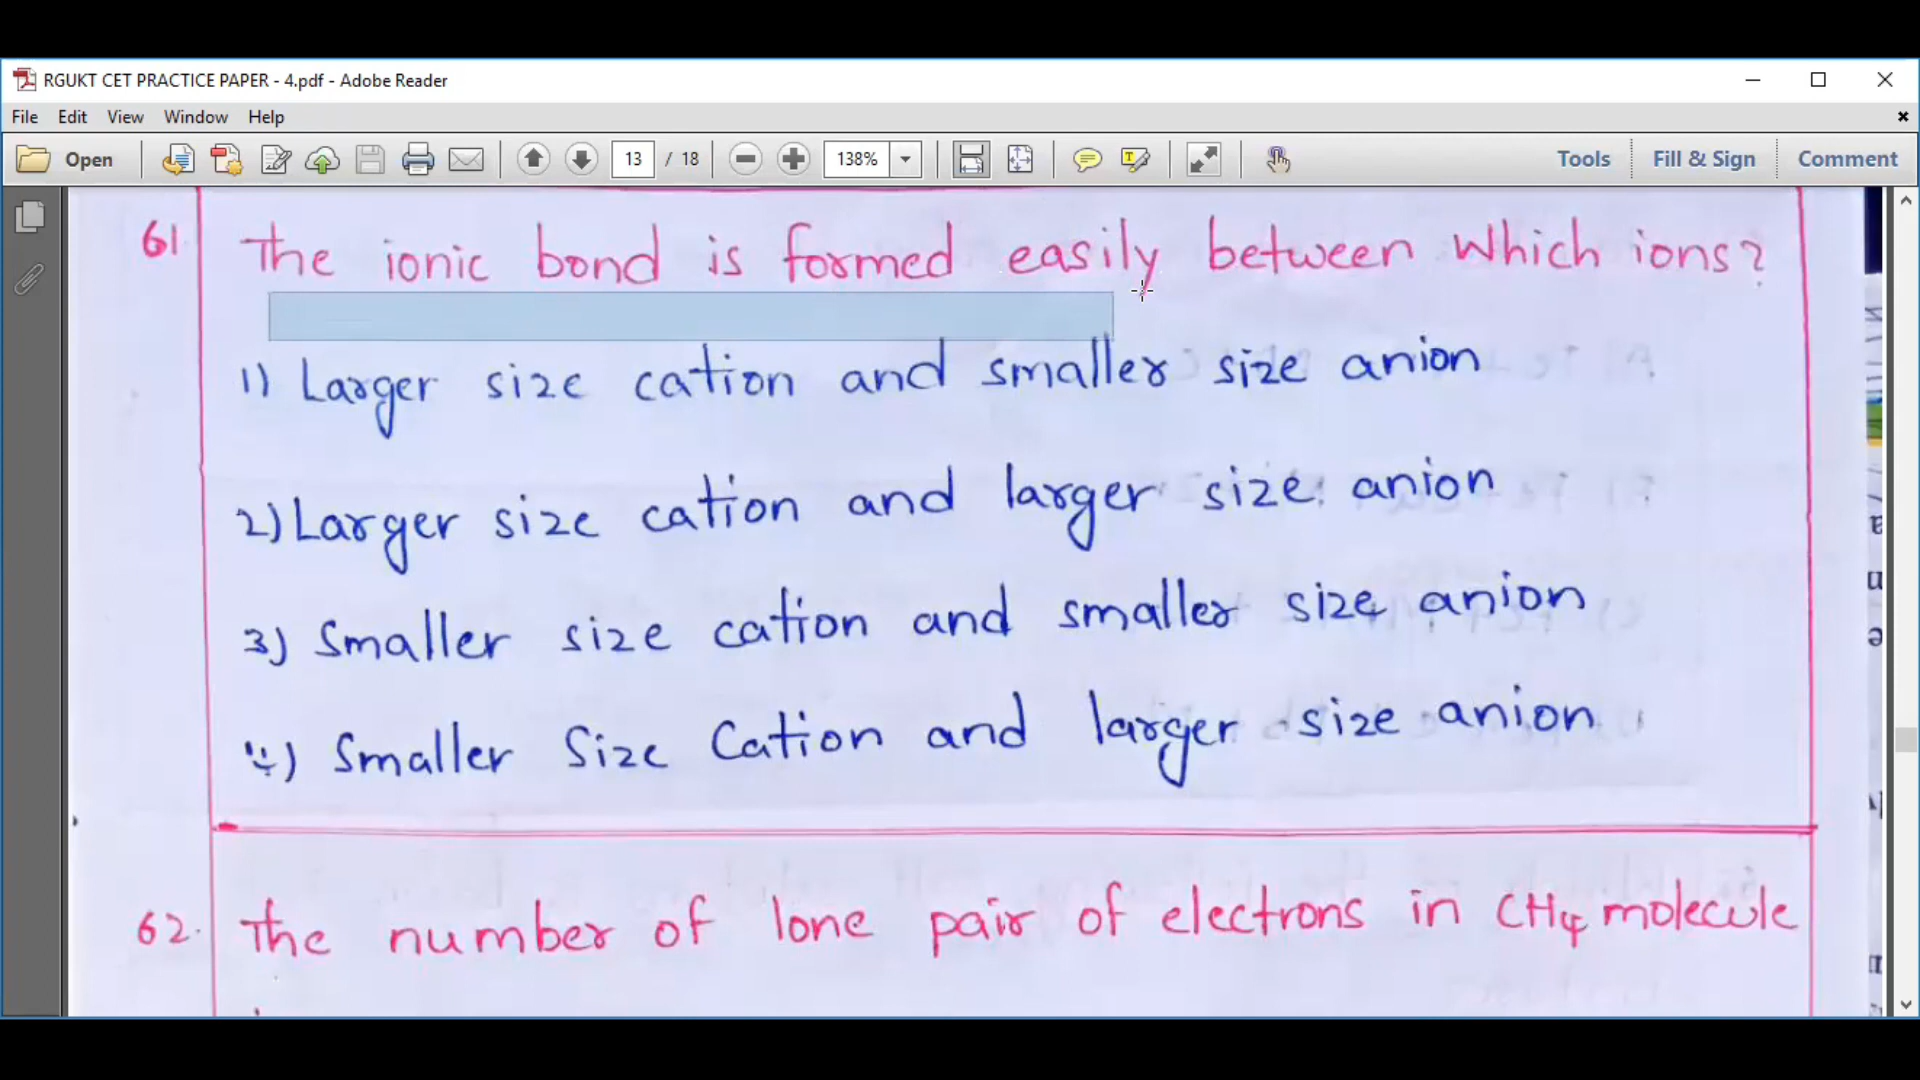 RGUKT CET PRACTICE PAPER - 4.pdf - Adobe Reader
File Edit View Window Help
Open 13 / 18 138% Tools Fill & Sign Comment
61 The ionic bond is formed easily between which ions?
1) Larger size cation and smaller size anion
2) Larger size cation and larger size anion
3) Smaller size cation and smaller size anion
4) Smaller Size Cation and larger size anion
62. The number of lone pair of electrons in CH4 molecule